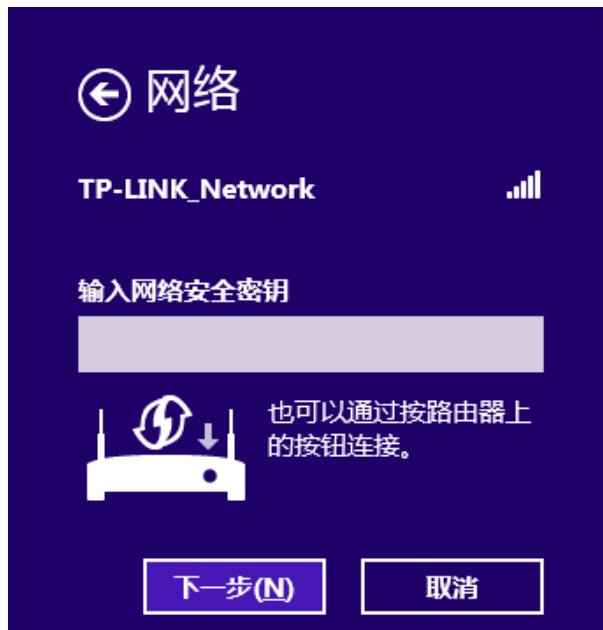 网络
TP-LINK_Network
输入网络安全密钥
也可以通过按路由器上
的按钮连接。
下一步(N)
取消